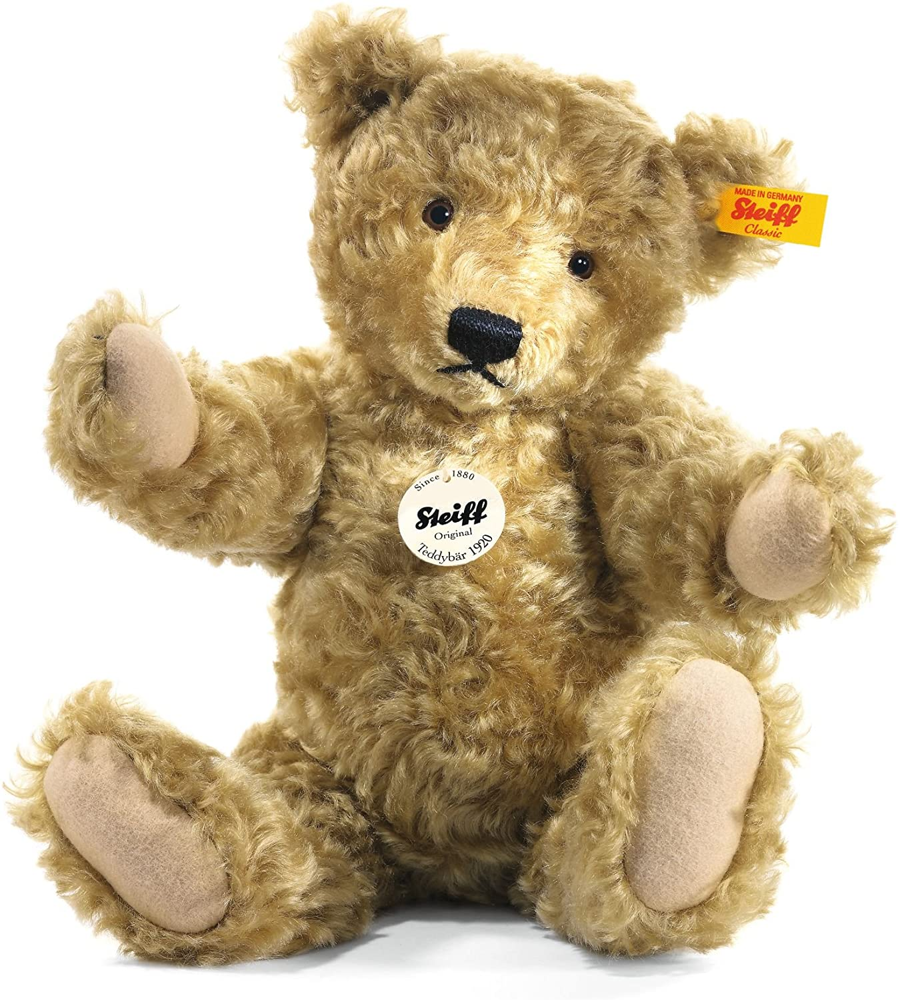 MADE IN GERMANY
Steiff
Classic
Since 1880
Steiff
Original
Teddybär 1920